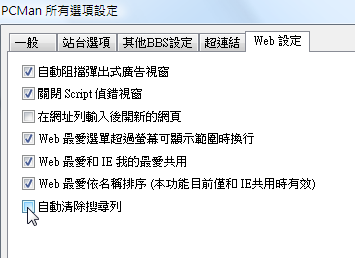 PCMan 所有選項設定
一般 站台選項 其他BBS設定 超連結 Web 設定
自動阻擋彈出式廣告視窗
關閉 Script 偵錯視窗
在網址列輸入後開新的網頁
Web 最愛選單超過螢幕可顯示範圍時換行
Web 最愛和 IE 我的最愛共用
Web 最愛依名稱排序 (本功能目前僅和 IE共用時有效)
自動清除搜尋列